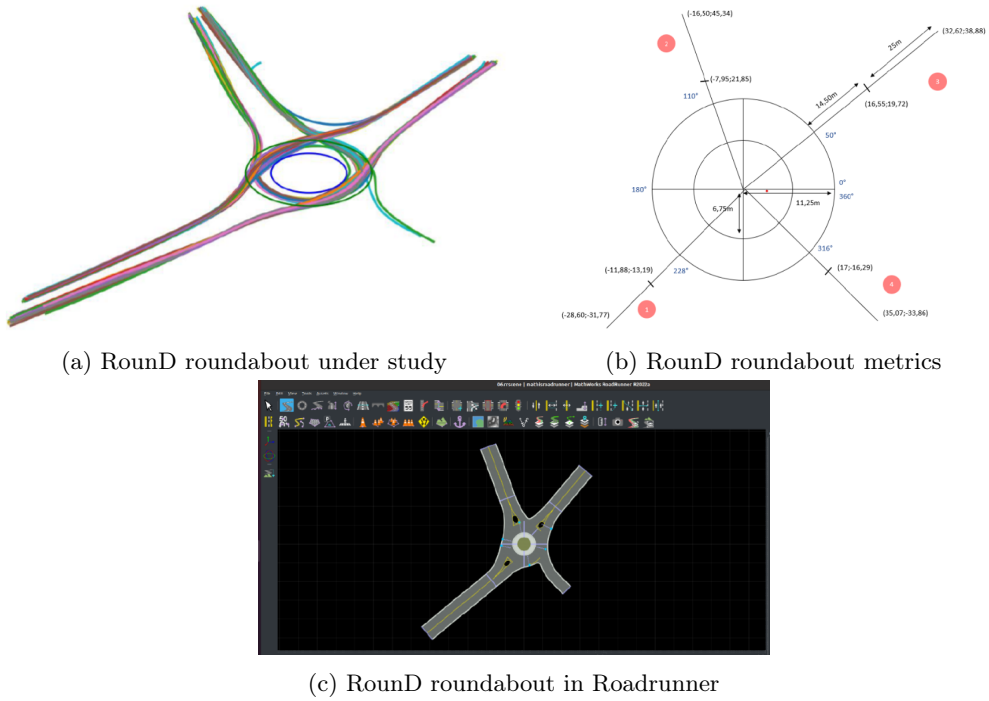 (-16,50;45,34)
2
25m
(32,62;38,88)
(-7,95;21,85)
3
14,50m
(16,55;19,72)
110°
50°
180°
0°
360°
6,75m
11,25m
316°
(-11,88;-13,19)
228°
(17;-16,29)
4
1
(-28,60;-31,77)
(35,07;-33,86)
(a) RounD roundabout under study
(b) RounD roundabout metrics
(c) RounD roundabout in Roadrunner